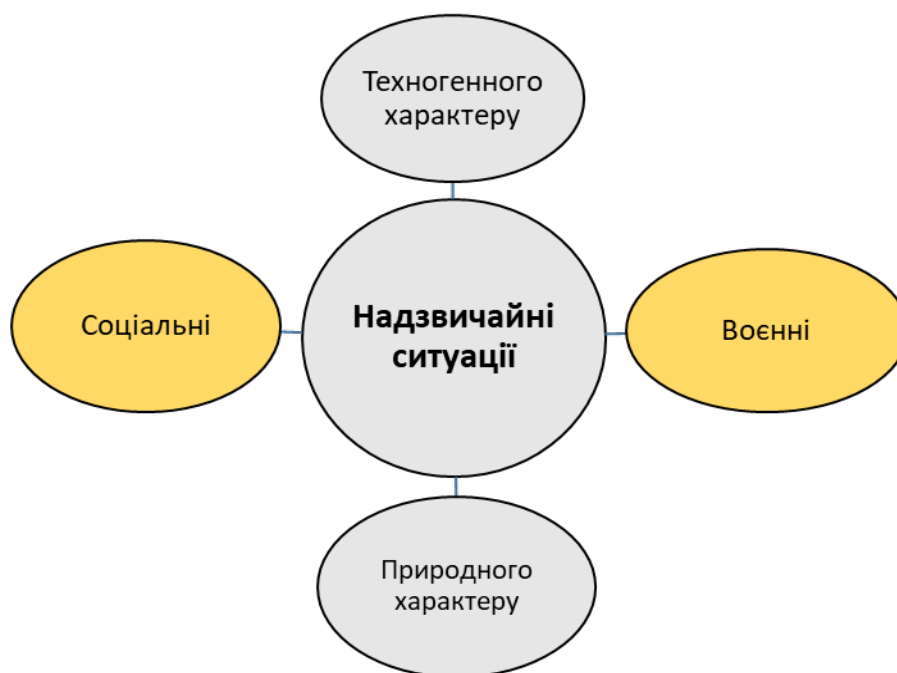 Техногенного
характеру
Соціальні
Надзвичайні
ситуації
Воєнні
Природного
характеру